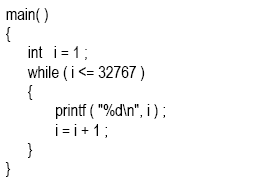 main( )
{
int i = 1 ;
while ( i <= 32767 )
{
printf ( "%d\n", i ) ;
i = i + 1 ;
}
}